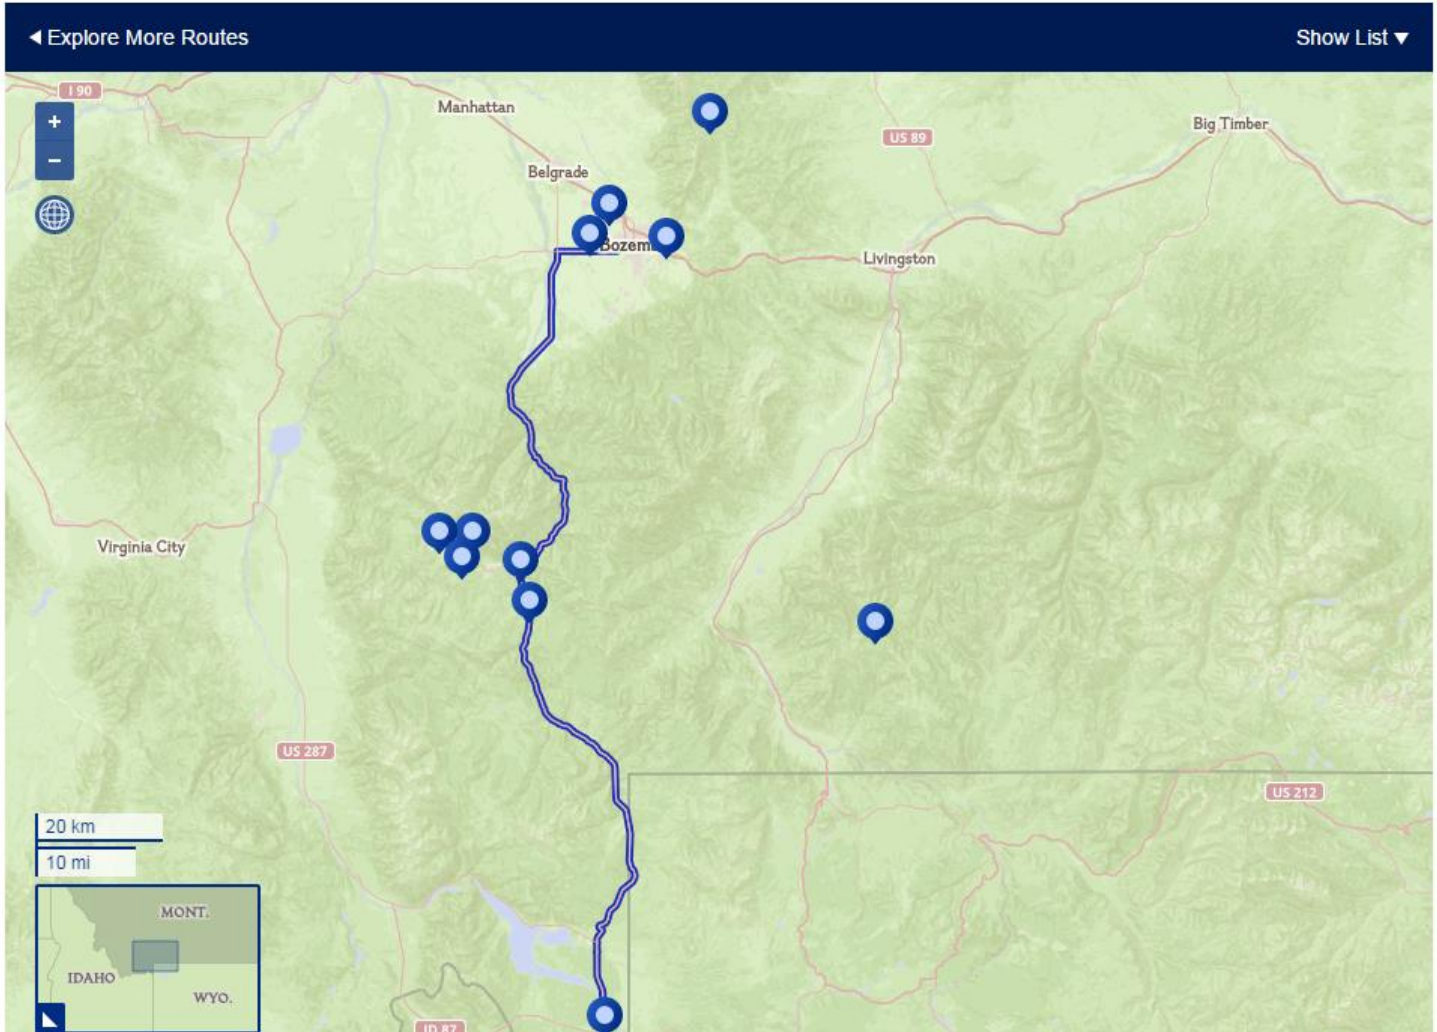 Explore More Routes
Show List
I 90
Manhattan
US 89
Big Timber
Belgrade
Bozem
Livingston
Virginia City
US 287
US 212
20 km
10 mi
MONT.
IDAHO
WYO.
ID 87
+
−